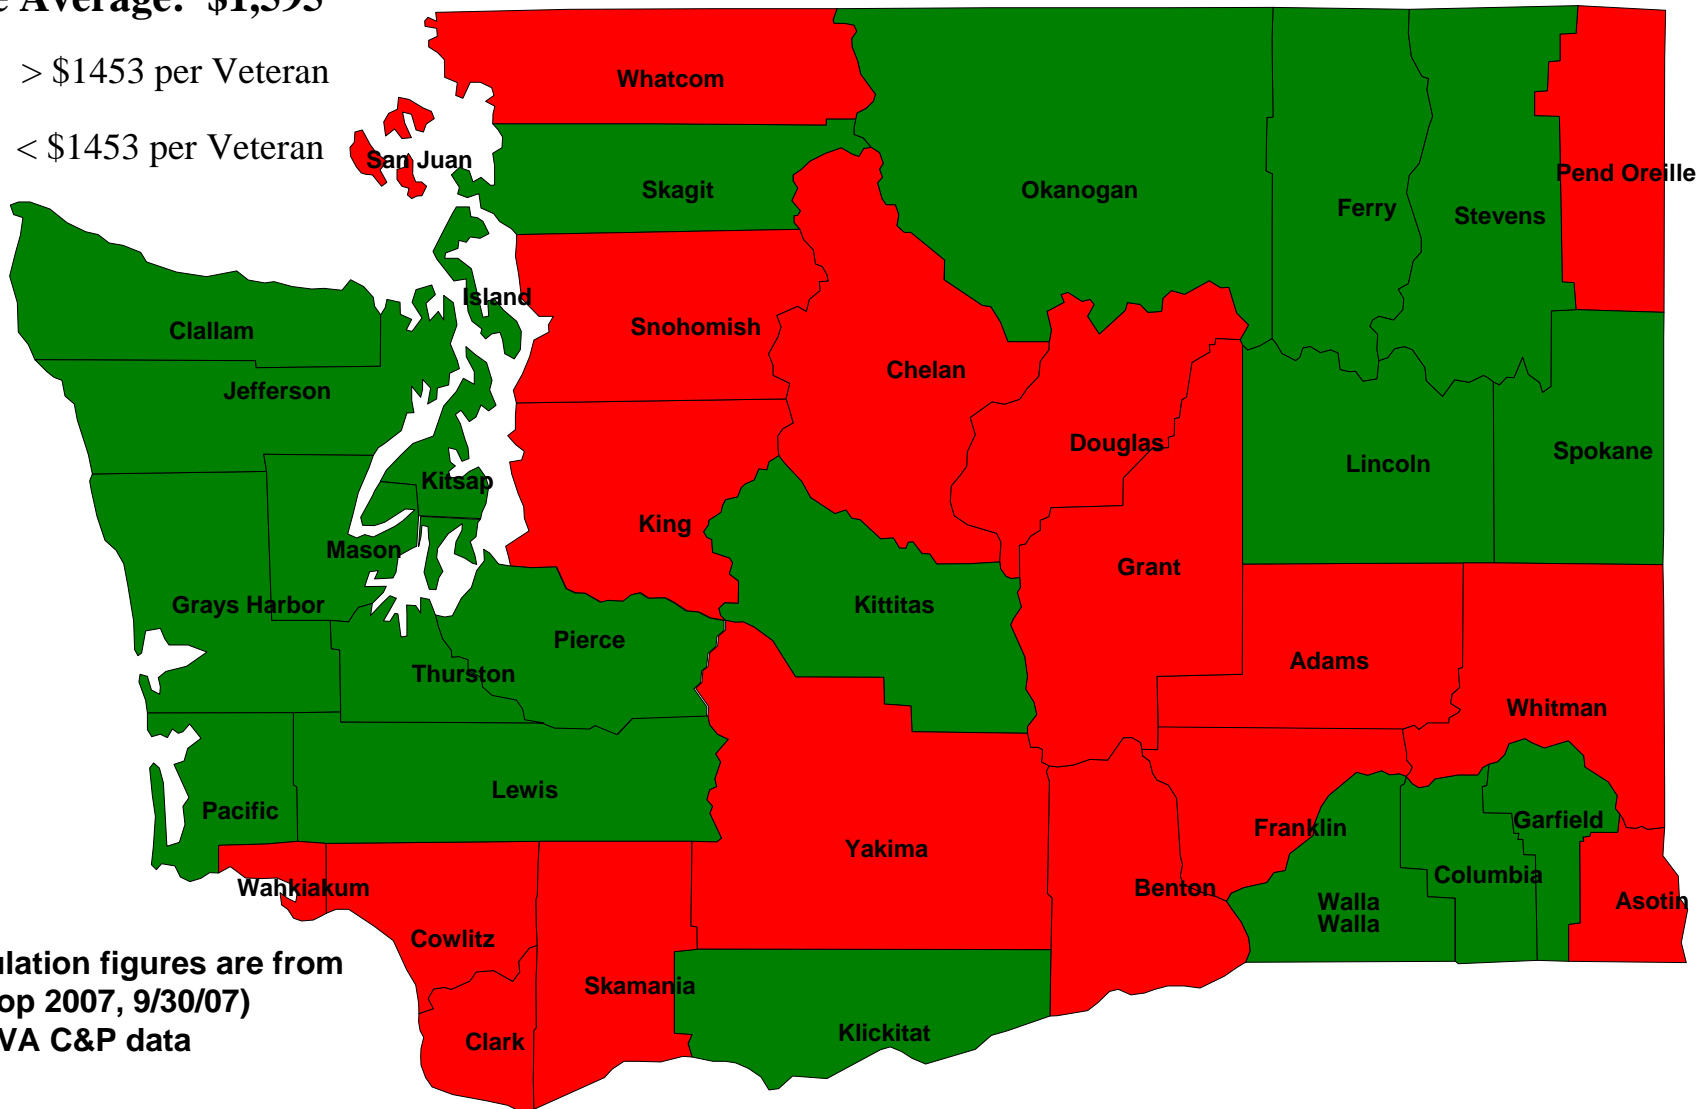 e Average: $1,595
> $1453 per Veteran
< $1453 per Veteran
Whatcom
San Juan
Skagit
Okanogan
Ferry
Stevens
Pend Oreille
Island
Clallam
Snohomish
Chelan
Jefferson
Douglas
Lincoln
Spokane
Kitsap
King
Mason
Grant
Grays Harbor
Kittitas
Pierce
Thurston
Adams
Whitman
Lewis
Pacific
Yakima
Franklin
Garfield
Columbia
Wahkiakum
Benton
Walla
Walla
Asotin
Cowlitz
Skamania
Klickitat
Clark
ulation figures are from
op 2007, 9/30/07)
VA C&P data